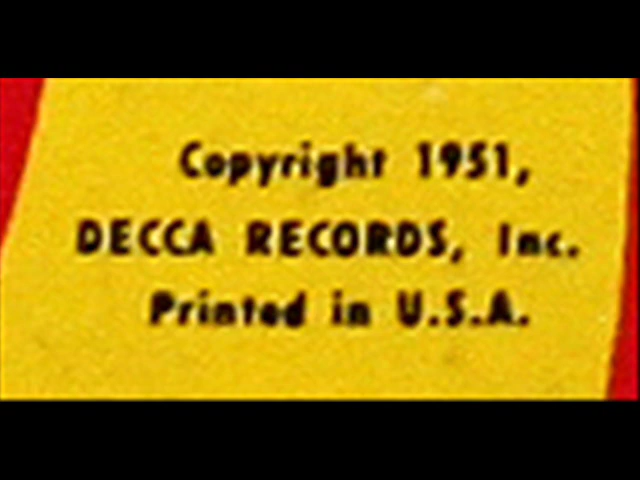 Copyright 1951,
DECCA RECORDS, Inc.
Printed in U.S.A.